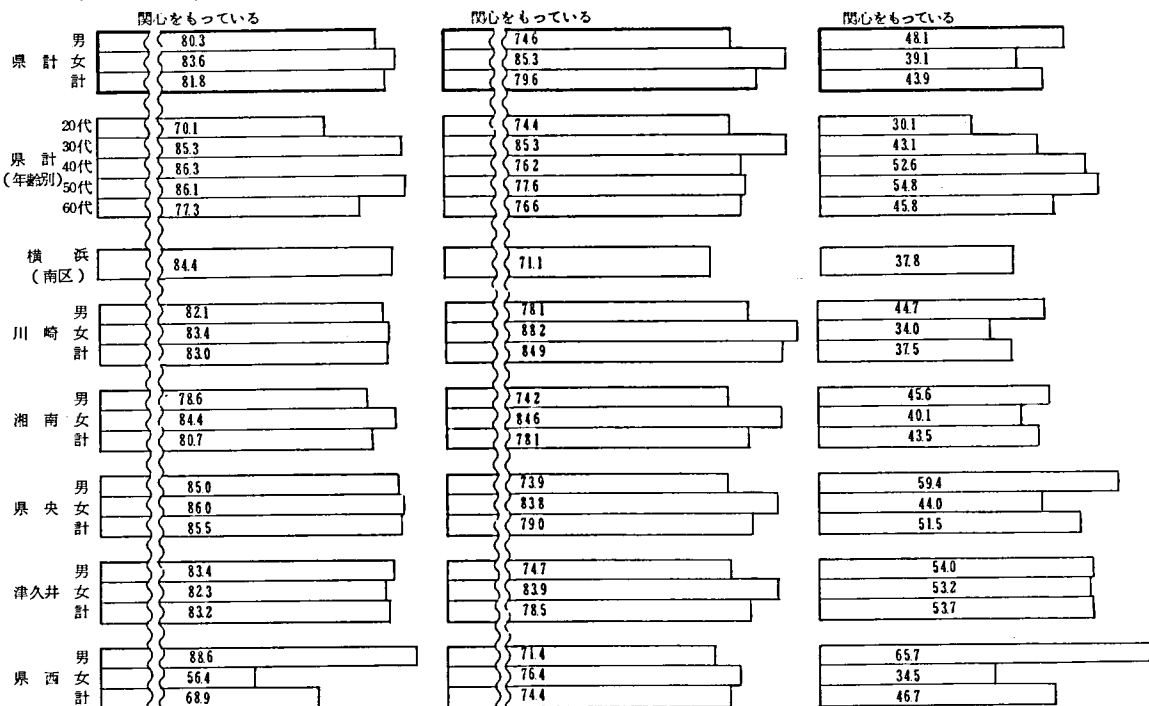 関心をもっている 関心をもっている 関心をもっている
男 80.3 74.6 48.1
県計 女 83.6 85.3 39.1
計 81.8 79.6 43.9
20代 70.1 74.4 30.1
30代 85.3 85.3 43.1
県計 40代 86.3 76.2 52.6
(年齢別) 50代 86.1 77.6 54.8
60代 77.3 76.6 45.8
横浜 84.4 71.1 37.8
(南区)
男 82.1 78.1 44.7
川崎 女 83.4 88.2 34.0
計 83.0 84.9 37.5
男 78.6 74.2 45.6
湘南 女 84.4 84.6 40.1
計 80.7 78.1 43.5
男 85.0 73.9 59.4
県央 女 86.0 83.8 44.0
計 85.5 79.0 51.5
男 83.4 74.7 54.0
津久井 女 82.3 83.9 53.2
計 83.2 78.5 53.7
男 88.6 71.4 65.7
県西 女 56.4 76.4 34.5
計 68.9 74.4 46.7